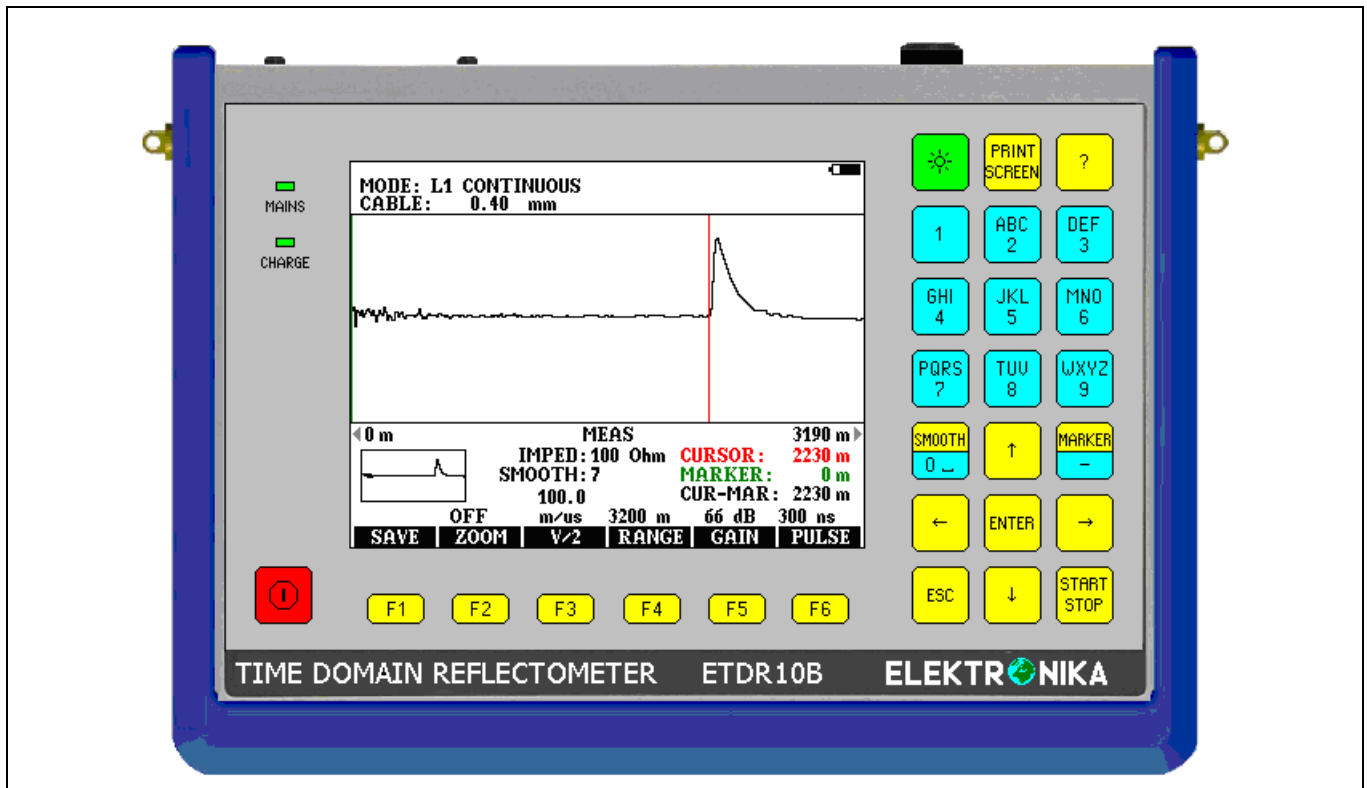 MAINS
CHARGE
MODE: L1 CONTINUOUS
CABLE: 0.40 mm
0 m MEAS 3190 m
IMPED: 100 Ohm CURSOR: 2230 m
SMOOTH: 7 MARKER: 0 m
100.0 CUR-MAR: 2230 m
OFF m/us 3200 m 66 dB 300 ns
SAVE ZOOM V/2 RANGE GAIN PULSE
F1 F2 F3 F4 F5 F6
PRINT
SCREEN
?
1
ABC
2
DEF
3
GHI
4
JKL
5
MNO
6
PQRS
7
TUV
8
WXYZ
9
SMOOTH
0 ⎵
↑
MARKER
–
←
ENTER
→
ESC
↓
START
STOP
TIME DOMAIN REFLECTOMETER ETDR10B ELEKTRONIKA